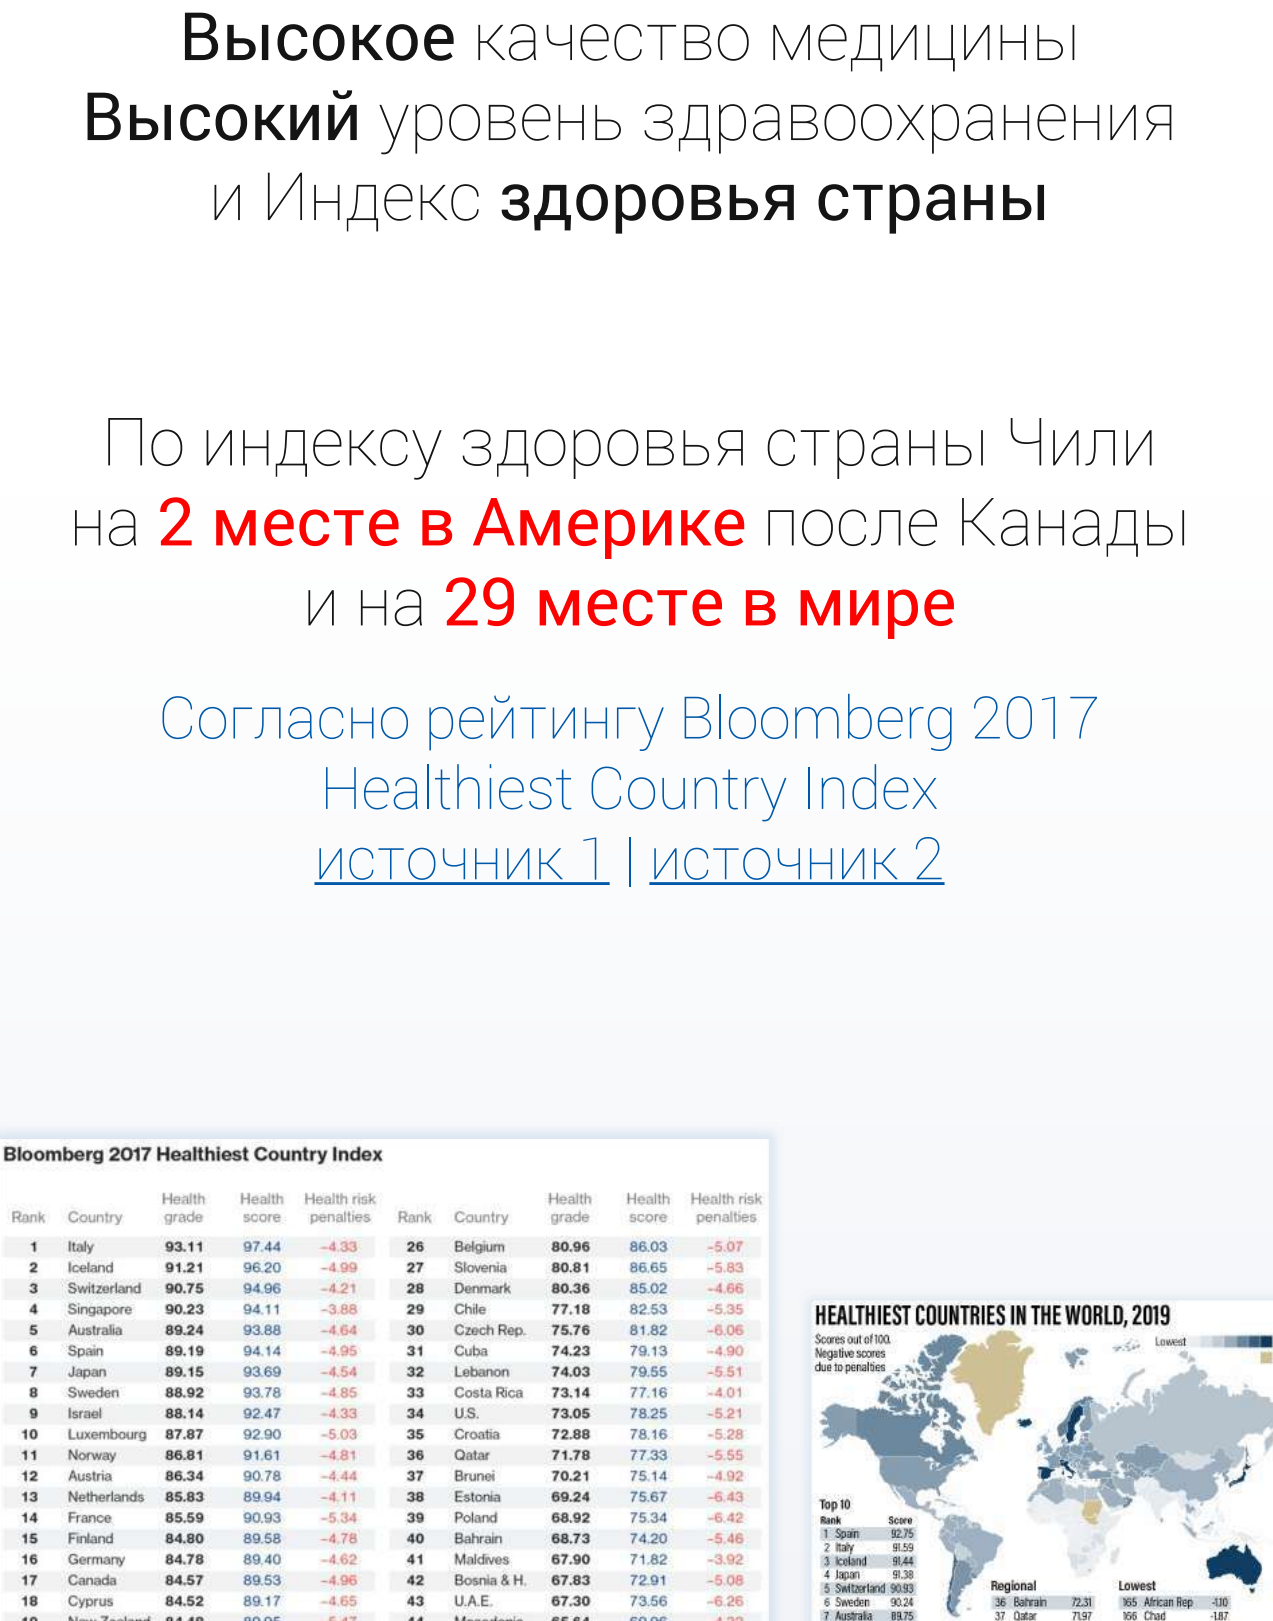 Высокое качество медицины
Высокий уровень здравоохранения
и Индекс здоровья страны
По индексу здоровья страны Чили
на 2 месте в Америке после Канады
и на 29 месте в мире
Согласно рейтингу Bloomberg 2017
Healthiest Country Index
источник 1 | источник 2
Bloomberg 2017 Healthiest Country Index
Rank Country Health grade Health score Health risk penalties Rank Country Health grade Health score Health risk penalties
1 Italy 93.11 97.44 -4.33 26 Belgium 80.96 86.03 -5.07
2 Iceland 91.21 96.20 -4.99 27 Slovenia 80.81 86.65 -5.83
3 Switzerland 90.75 94.96 -4.21 28 Denmark 80.36 85.02 -4.66
4 Singapore 90.23 94.11 -3.88 29 Chile 77.18 82.53 -5.35
5 Australia 89.24 93.88 -4.64 30 Czech Rep. 75.76 81.82 -6.06
6 Spain 89.19 94.14 -4.95 31 Cuba 74.23 79.13 -4.90
7 Japan 89.15 93.69 -4.54 32 Lebanon 74.03 79.55 -5.51
8 Sweden 88.92 93.78 -4.85 33 Costa Rica 73.14 77.16 -4.01
9 Israel 88.14 92.47 -4.33 34 U.S. 73.05 78.25 -5.21
10 Luxembourg 87.87 92.90 -5.03 35 Croatia 72.88 78.16 -5.28
11 Norway 86.81 91.61 -4.81 36 Qatar 71.78 77.33 -5.55
12 Austria 86.34 90.78 -4.44 37 Brunei 70.21 75.14 -4.92
13 Netherlands 85.83 89.94 -4.11 38 Estonia 69.24 75.67 -6.43
14 France 85.59 90.93 -5.34 39 Poland 68.92 75.34 -6.42
15 Finland 84.80 89.58 -4.78 40 Bahrain 68.73 74.20 -5.46
16 Germany 84.78 89.40 -4.62 41 Maldives 67.90 71.82 -3.92
17 Canada 84.57 89.53 -4.96 42 Bosnia & H. 67.83 72.91 -5.08
18 Cyprus 84.52 89.17 -4.65 43 U.A.E. 67.30 73.56 -6.26
HEALTHIEST COUNTRIES IN THE WORLD, 2019
Scores out of 100.
Negative scores
due to penalties
Lowest
Top 10
Rank Score
1 Spain 92.75
2 Italy 91.59
3 Iceland 91.44
4 Japan 91.38
5 Switzerland 90.93
6 Sweden 90.24
7 Australia 89.75
Regional
36 Bahrain 72.31
37 Qatar 71.97
Lowest
165 African Rep -1.10
166 Chad -1.87